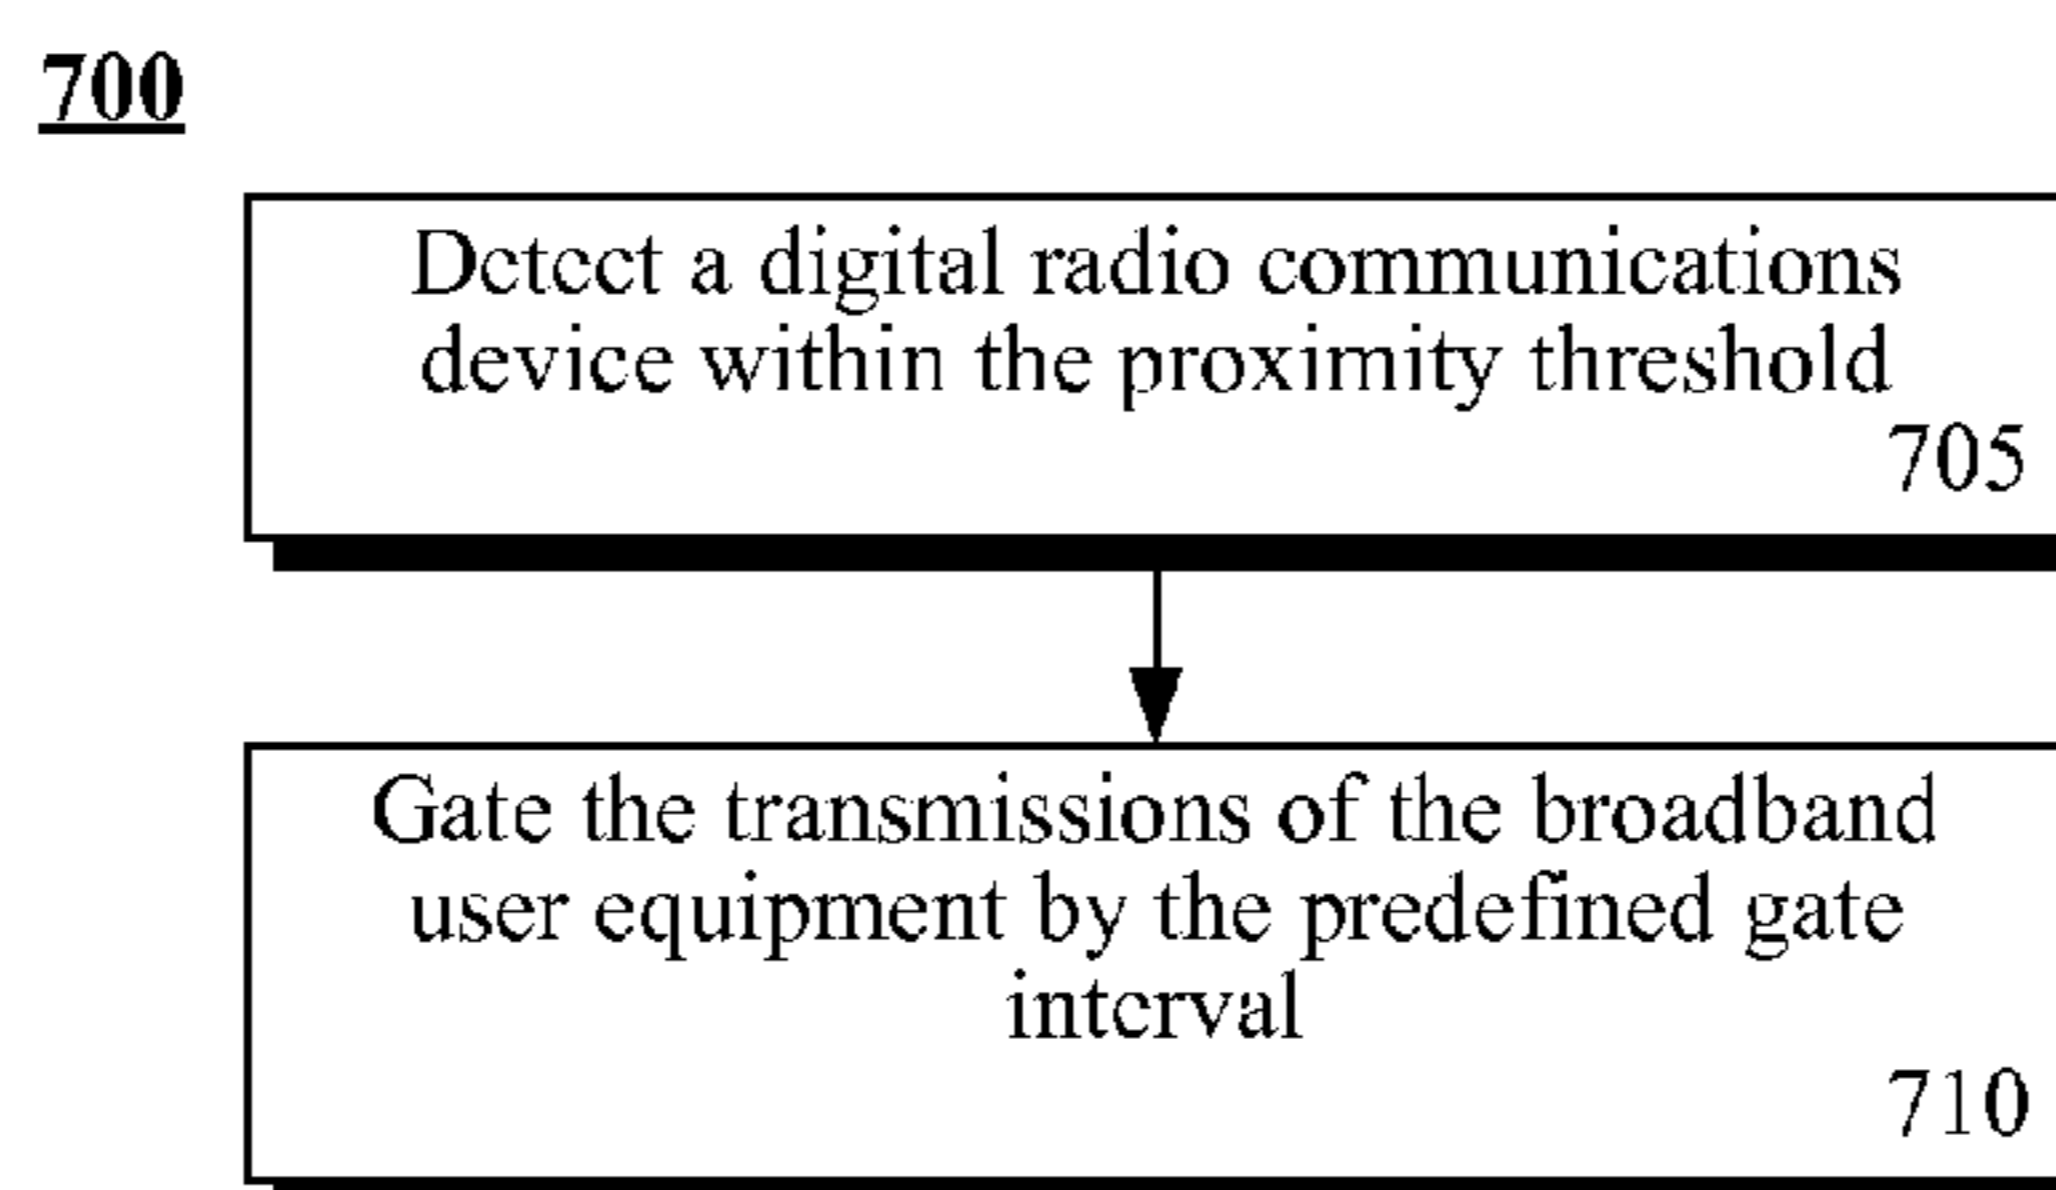 700
Detect a digital radio communications
device within the proximity threshold
705
Gate the transmissions of the broadband
user equipment by the predefined gate
interval
710